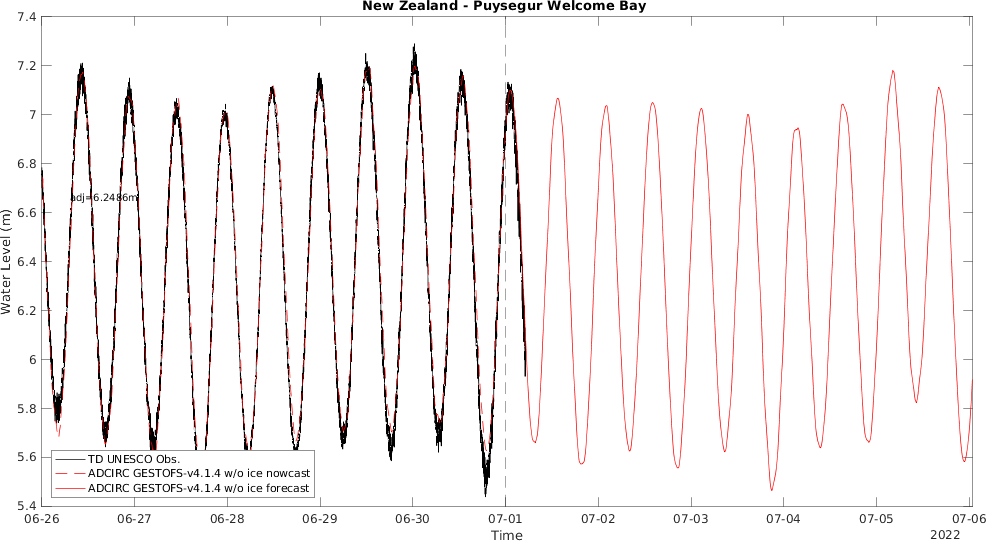 New Zealand - Puysegur Welcome Bay
7.4
7.2
7
6.8
6.6
6.4
6.2
6
5.8
5.6
5.4
Water Level (m)
adj=6.2486m
TD UNESCO Obs.
ADCIRC GESTOFS-v4.1.4 w/o ice nowcast
ADCIRC GESTOFS-v4.1.4 w/o ice forecast
06-26 06-27 06-28 06-29 06-30 07-01 07-02 07-03 07-04 07-05 07-06
Time
2022